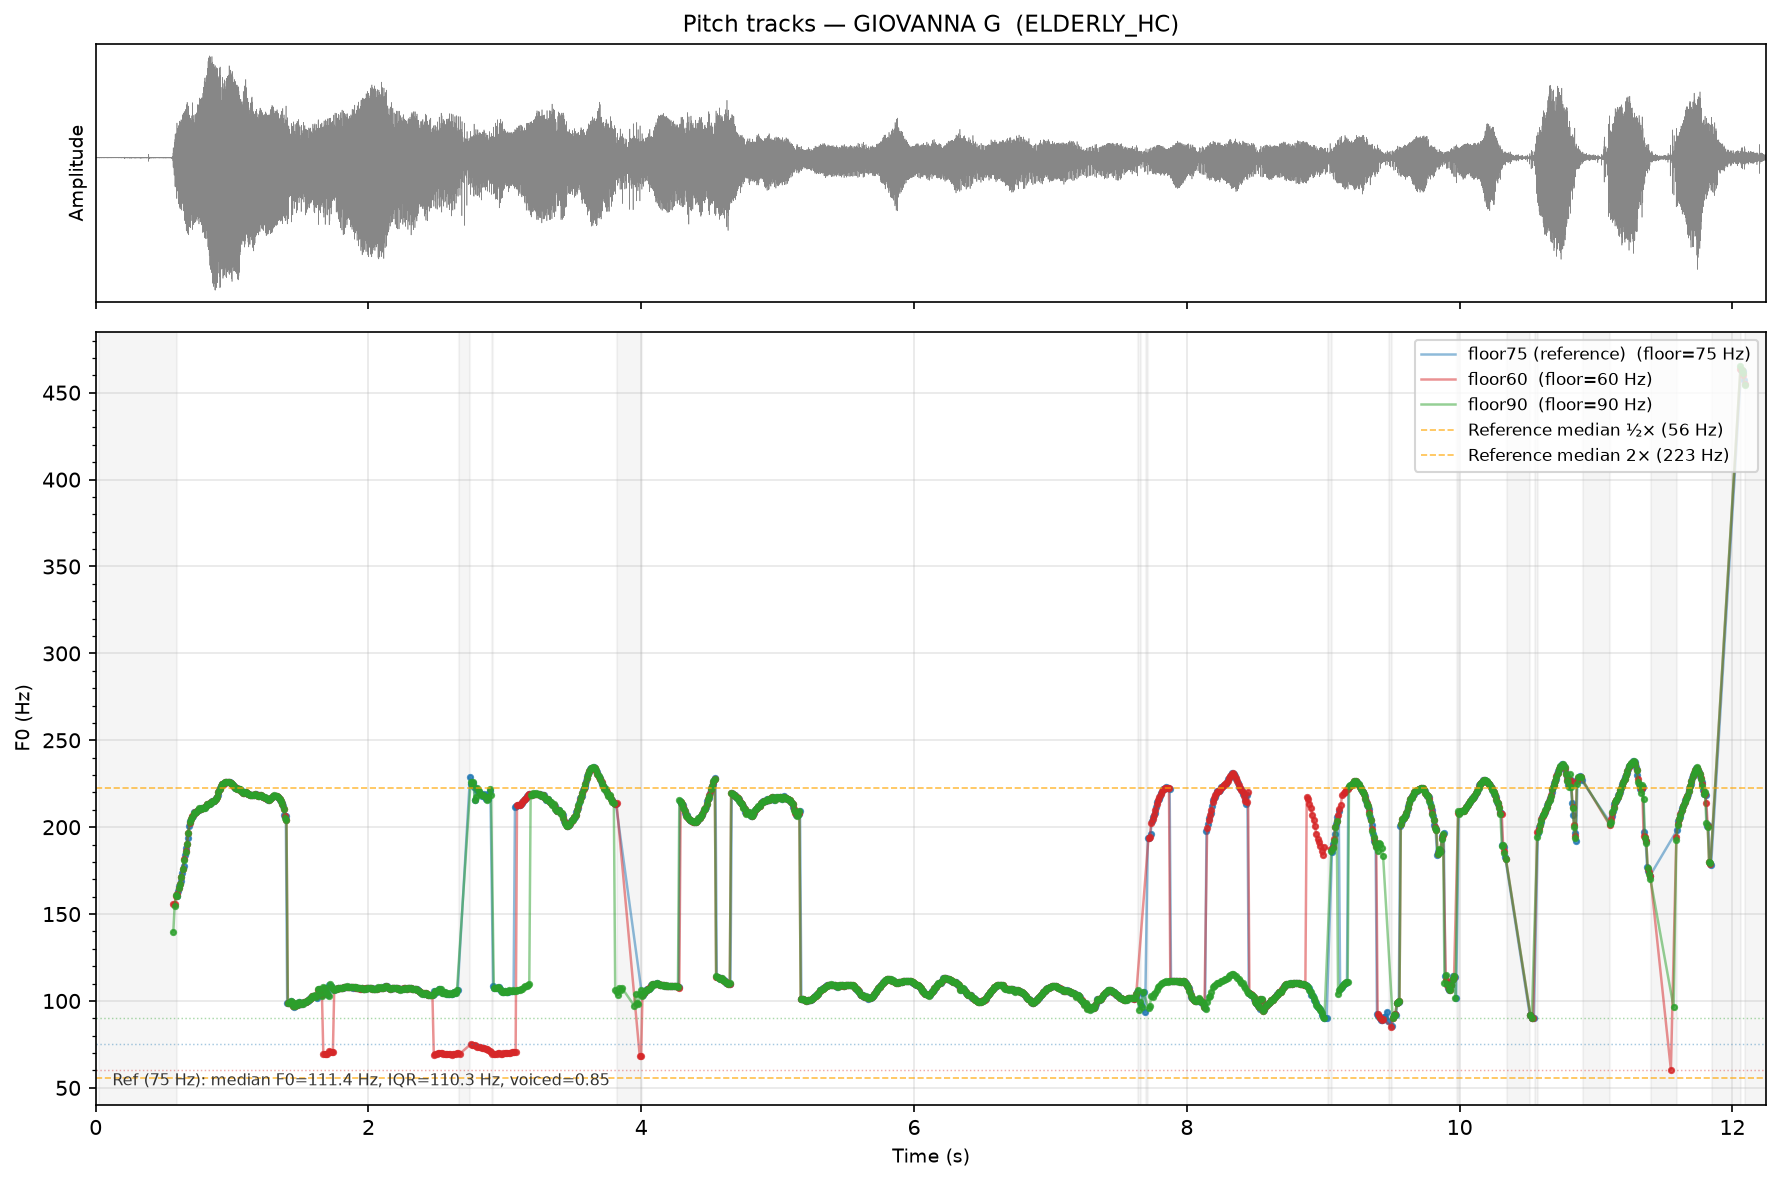 Pitch tracks — GIOVANNA G  (ELDERLY_HC)
Amplitude
floor75 (reference)  (floor=75 Hz)
floor60  (floor=60 Hz)
floor90  (floor=90 Hz)
Reference median ½× (56 Hz)
Reference median 2× (223 Hz)
450
400
350
300
250
200
150
100
50
F0 (Hz)
Ref (75 Hz): median F0=111.4 Hz, IQR=110.3 Hz, voiced=0.85
0 2 4 6 8 10 12
Time (s)